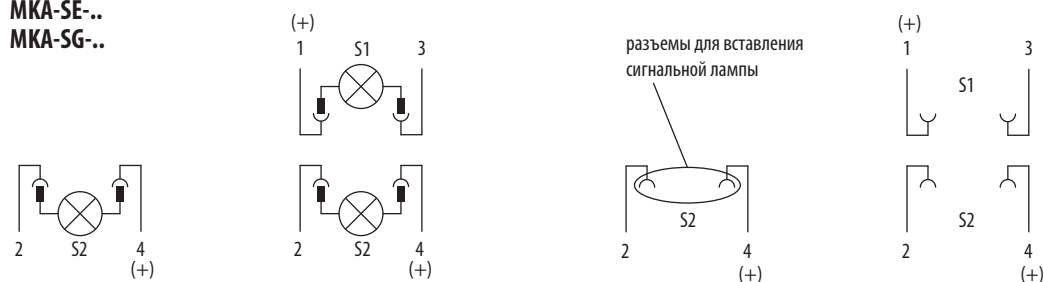 MKA-SE-..
MKA-SG-..
(+)
1 S1 3
S2
2 4
(+)
S2
2 4
(+)
разъемы для вставления
сигнальной лампы
S2
2 4
(+)
(+)
1 3
S1
S2
2 4
(+)